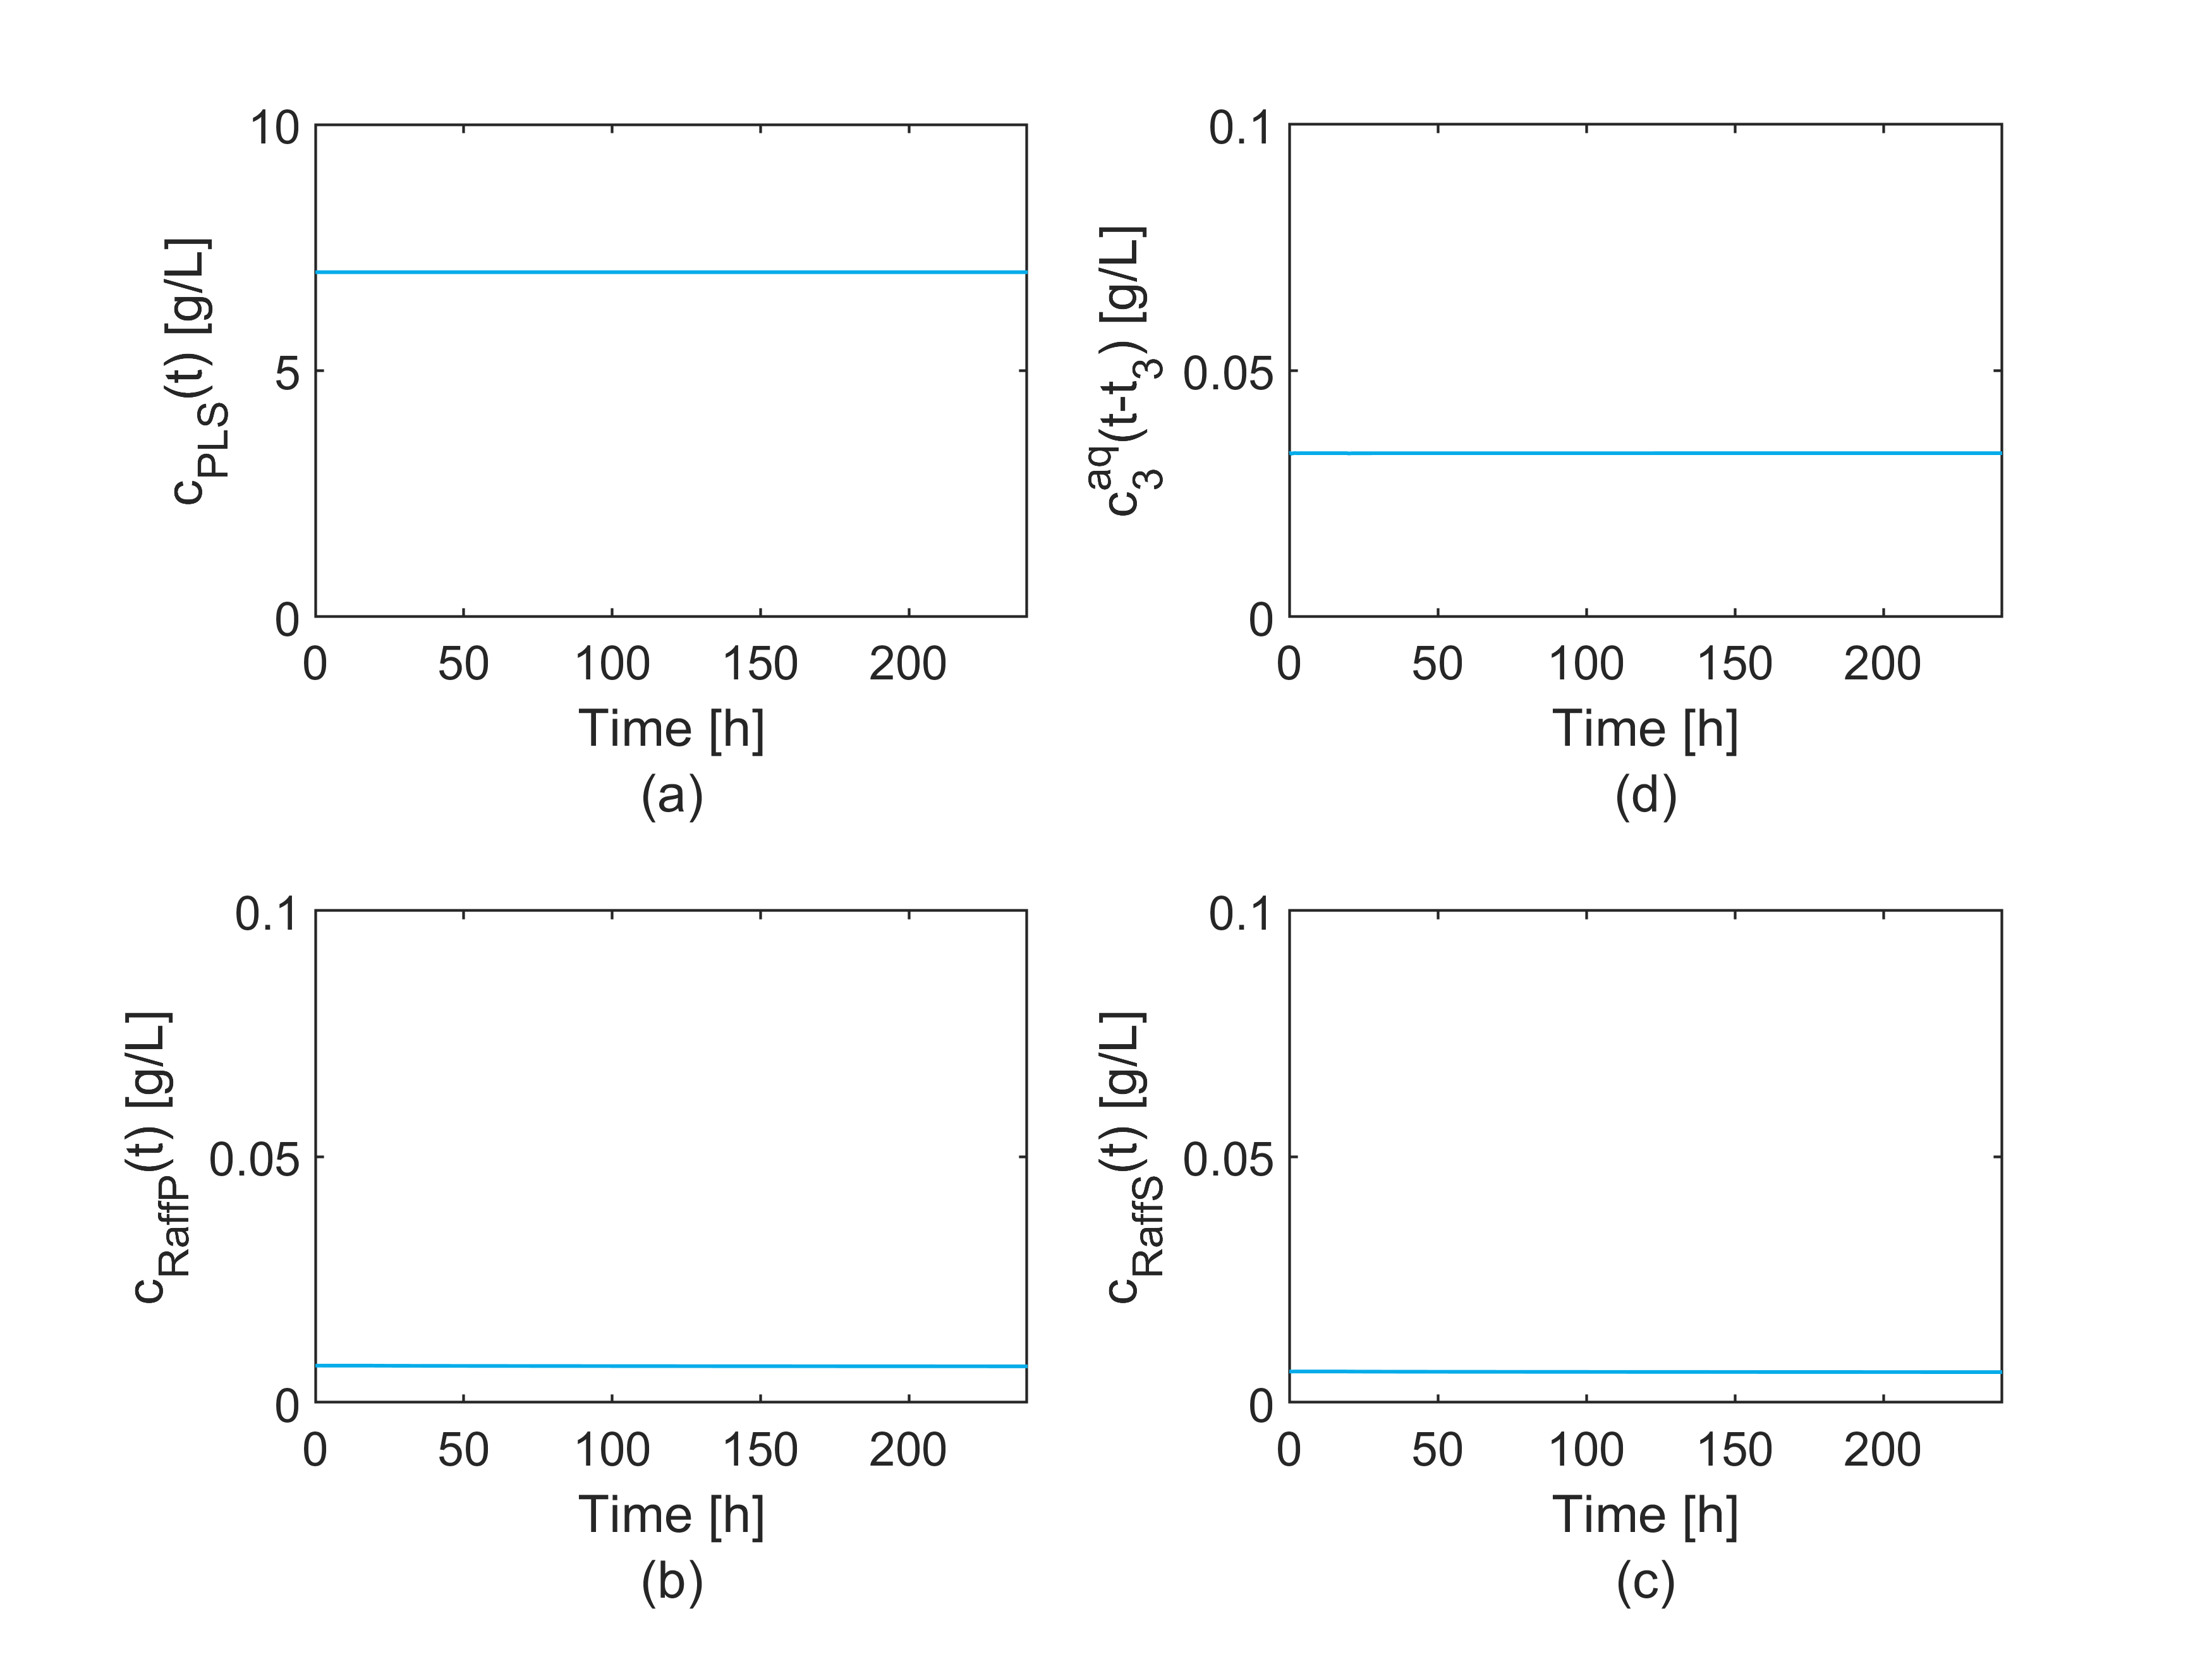 10
5
0
c_PLS(t) [g/L]
0 50 100 150 200
Time [h]
(a)
0.1
0.05
0
c_3^aq(t-t_3) [g/L]
0 50 100 150 200
Time [h]
(d)
0.1
0.05
0
c_RaffP(t) [g/L]
0 50 100 150 200
Time [h]
(b)
0.1
0.05
0
c_RaffS(t) [g/L]
0 50 100 150 200
Time [h]
(c)